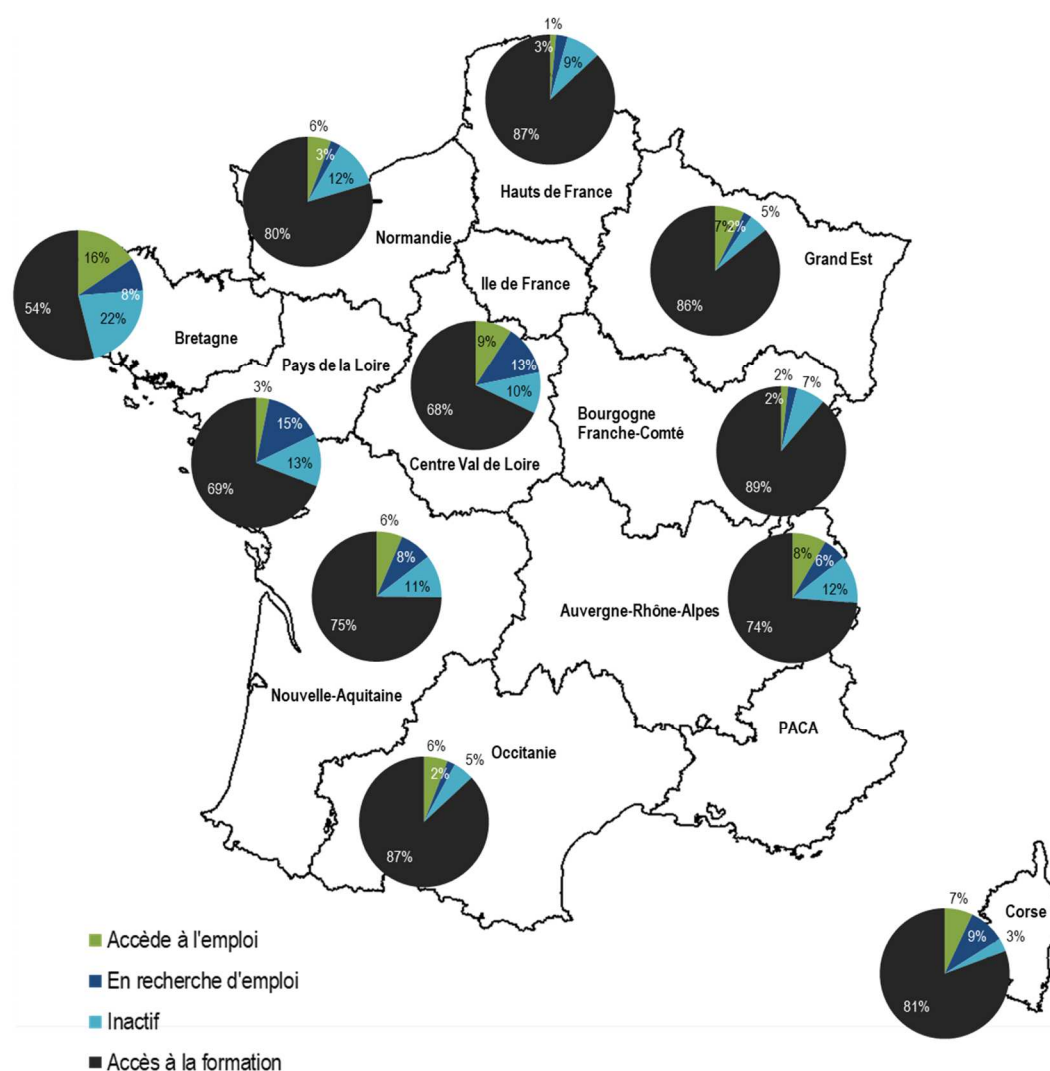 1%
3%
9%
87%
Hauts de France
6%
3%
12%
80%
Normandie
7%
2%
5%
86%
Grand Est
Ile de France
16%
8%
22%
54%
Bretagne
Pays de la Loire
9%
13%
10%
68%
Centre Val de Loire
3%
15%
13%
69%
2%
2%
7%
89%
Bourgogne
Franche-Comté
6%
8%
11%
75%
Nouvelle-Aquitaine
8%
6%
12%
74%
Auvergne-Rhône-Alpes
PACA
6%
2%
5%
87%
Occitanie
7%
9%
3%
81%
Corse
Accède à l'emploi
En recherche d'emploi
Inactif
Accès à la formation